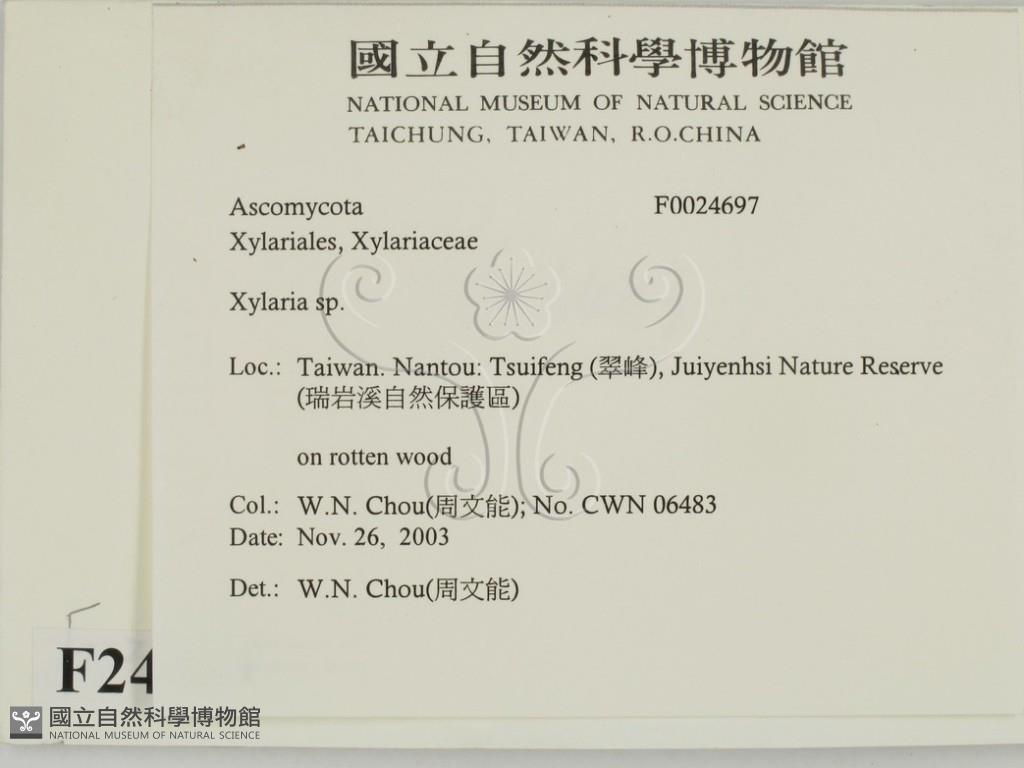 國立自然科學博物館
NATIONAL MUSEUM OF NATURAL SCIENCE
TAICHUNG, TAIWAN, R.O.CHINA
Ascomycota F0024697
Xylariales, Xylariaceae
Xylaria sp.
Loc.: Taiwan. Nantou: Tsuifeng (翠峰), Juiyenhsi Nature Reserve
(瑞岩溪自然保護區)
on rotten wood
Col.: W.N. Chou(周文能); No. CWN 06483
Date: Nov. 26, 2003
Det.: W.N. Chou(周文能)
F24
國立自然科學博物館
NATIONAL MUSEUM OF NATURAL SCIENCE